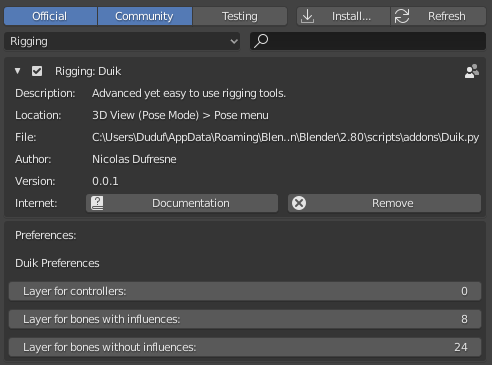 Official Community Testing Install... Refresh
Rigging
Rigging: Duik
Description: Advanced yet easy to use rigging tools.
Location: 3D View (Pose Mode) > Pose menu
File: C:\Users\Duduf\AppData\Roaming\Blen..n\Blender\2.80\scripts\addons\Duik.py
Author: Nicolas Dufresne
Version: 0.0.1
Internet: Documentation Remove
Preferences:
Duik Preferences
Layer for controllers: 0
Layer for bones with influences: 8
Layer for bones without influences: 24